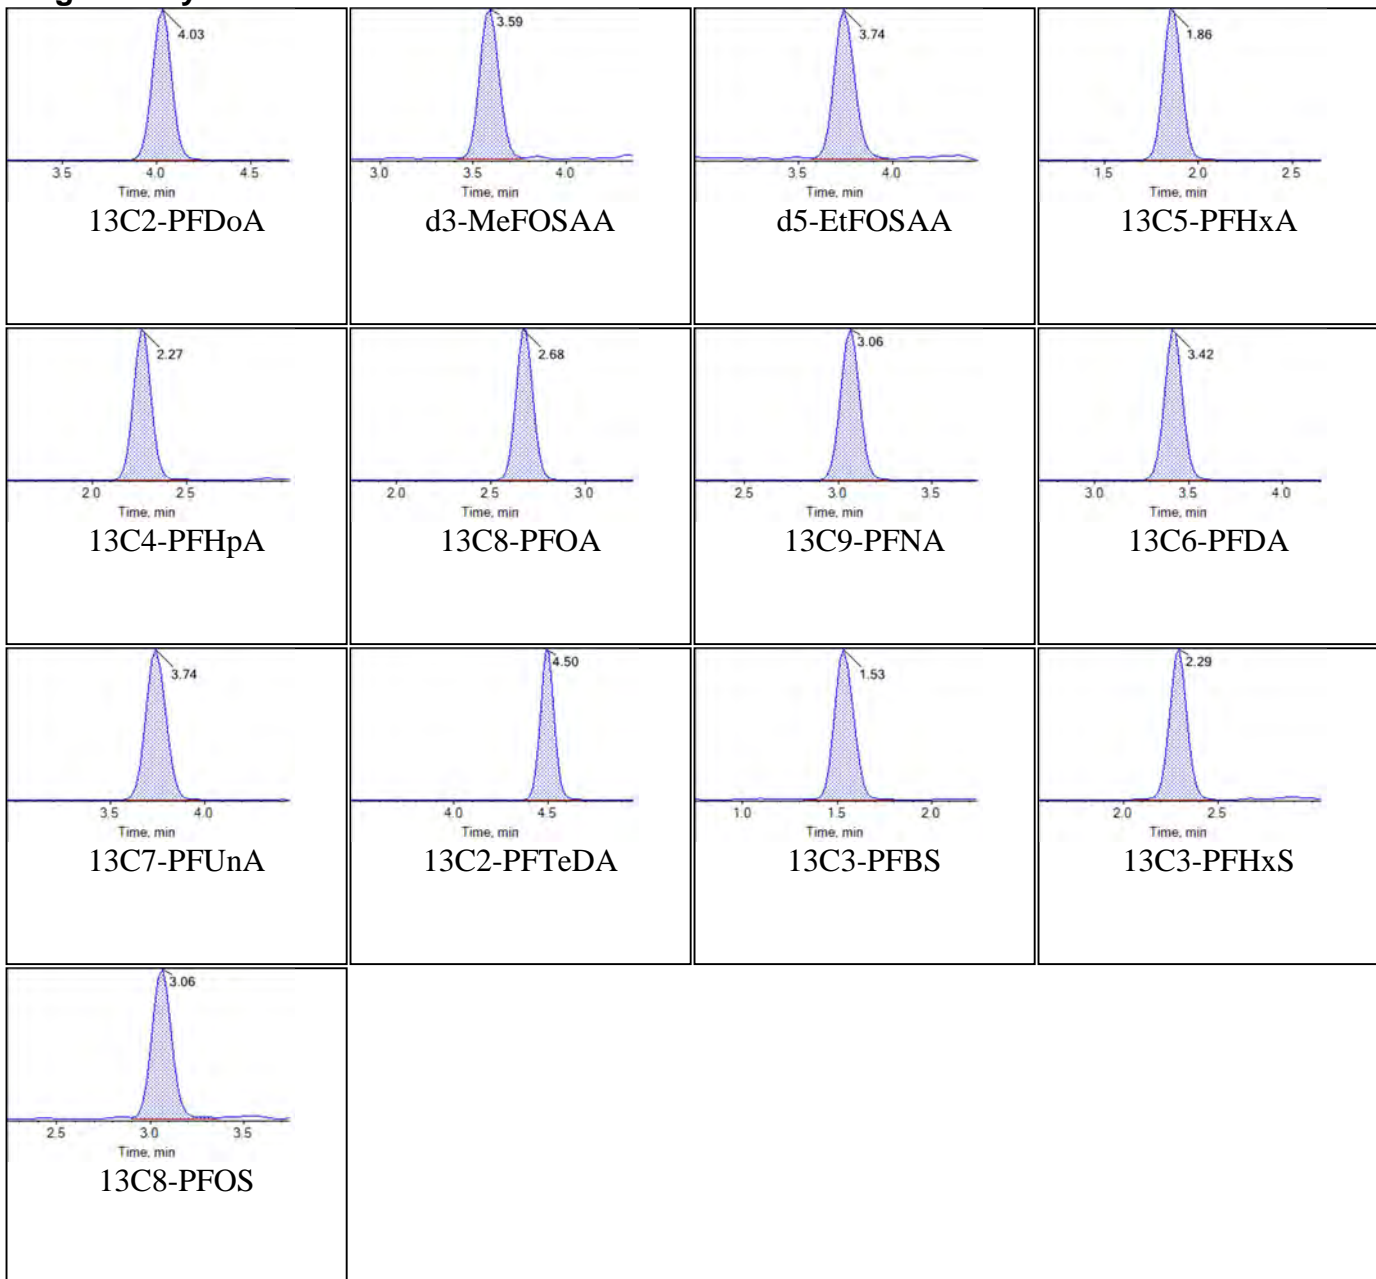 4.03
3.5 4.0 4.5
Time, min
13C2-PFDoA
3.59
3.0 3.5 4.0
Time, min
d3-MeFOSAA
3.74
3.5 4.0
Time, min
d5-EtFOSAA
1.86
1.5 2.0 2.5
Time, min
13C5-PFHxA
2.27
2.0 2.5
Time, min
13C4-PFHpA
2.68
2.0 2.5 3.0
Time, min
13C8-PFOA
3.06
2.5 3.0 3.5
Time, min
13C9-PFNA
3.42
3.0 3.5 4.0
Time, min
13C6-PFDA
3.74
3.5 4.0
Time, min
13C7-PFUnA
4.50
4.0 4.5
Time, min
13C2-PFTeDA
1.53
1.0 1.5 2.0
Time, min
13C3-PFBS
2.29
2.0 2.5
Time, min
13C3-PFHxS
3.06
2.5 3.0 3.5
Time, min
13C8-PFOS